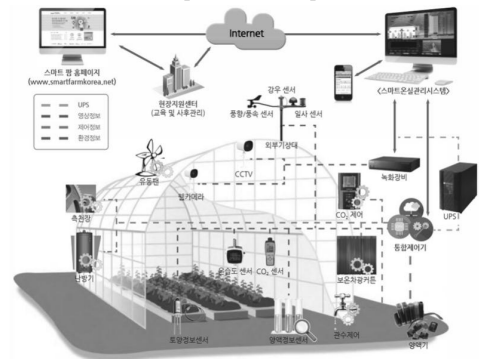 Internet
스마트 팜 홈페이지
(www.smartfarmkorea.net)
현장지원센터
(교육 및 사후관리)
<스마트온실관리시스템>
강우 센서
풍향/풍속 센서
일사 센서
외부기상대
UPS
영상정보
제어정보
환경정보
유동팬
CCTV
웹카메라
녹화장비
UPS1
측천창
CO₂ 제어
통합제어기
난방기
온습도 센서
CO₂ 센서
보온차광커튼
토양정보센서
양액정보센서
관수제어
양액기